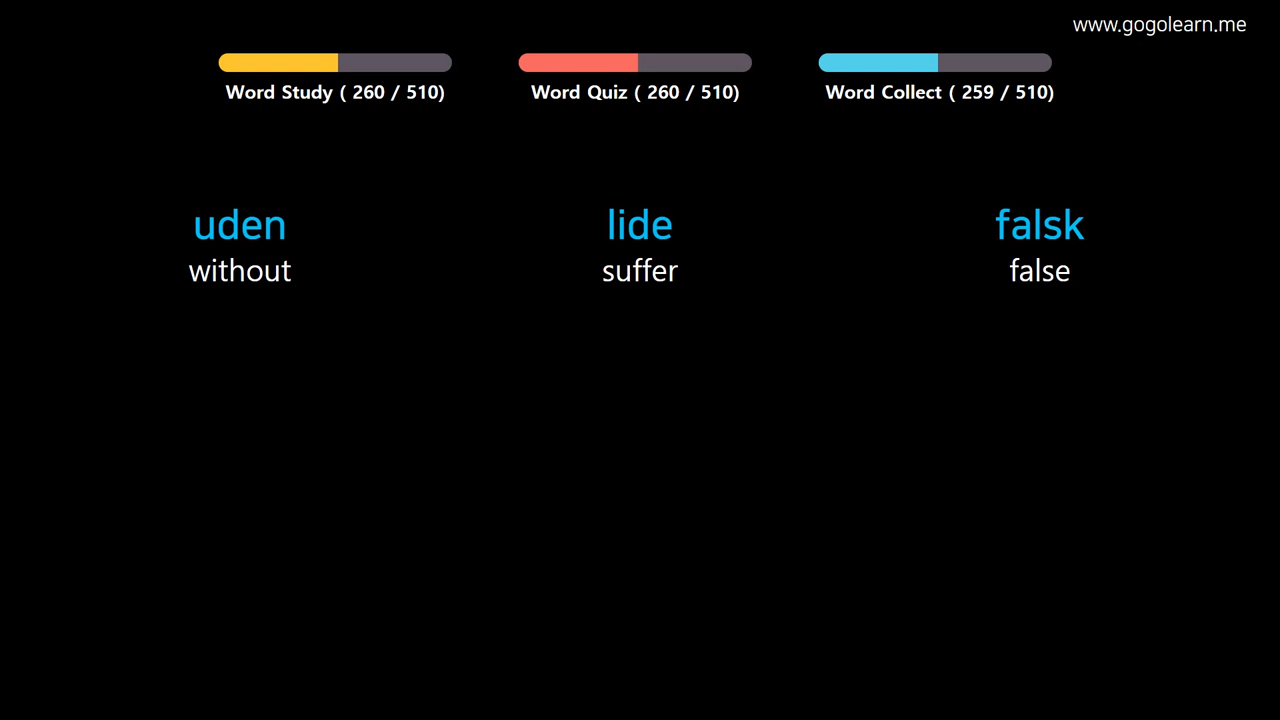 www.gogolearn.me
Word Study ( 260 / 510)
Word Quiz ( 260 / 510)
Word Collect ( 259 / 510)
uden
without
lide
suffer
falsk
false